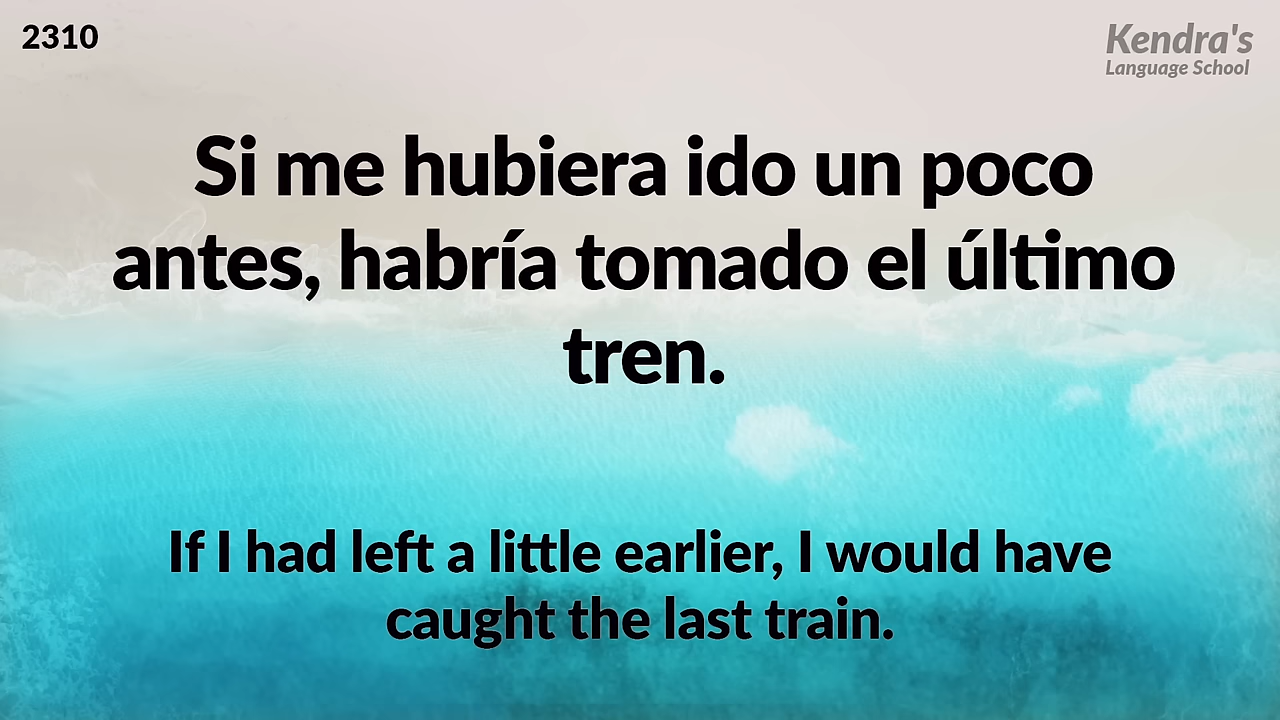 2310
Kendra's
Language School
Si me hubiera ido un poco
antes, habría tomado el último
tren.
If I had left a little earlier, I would have
caught the last train.